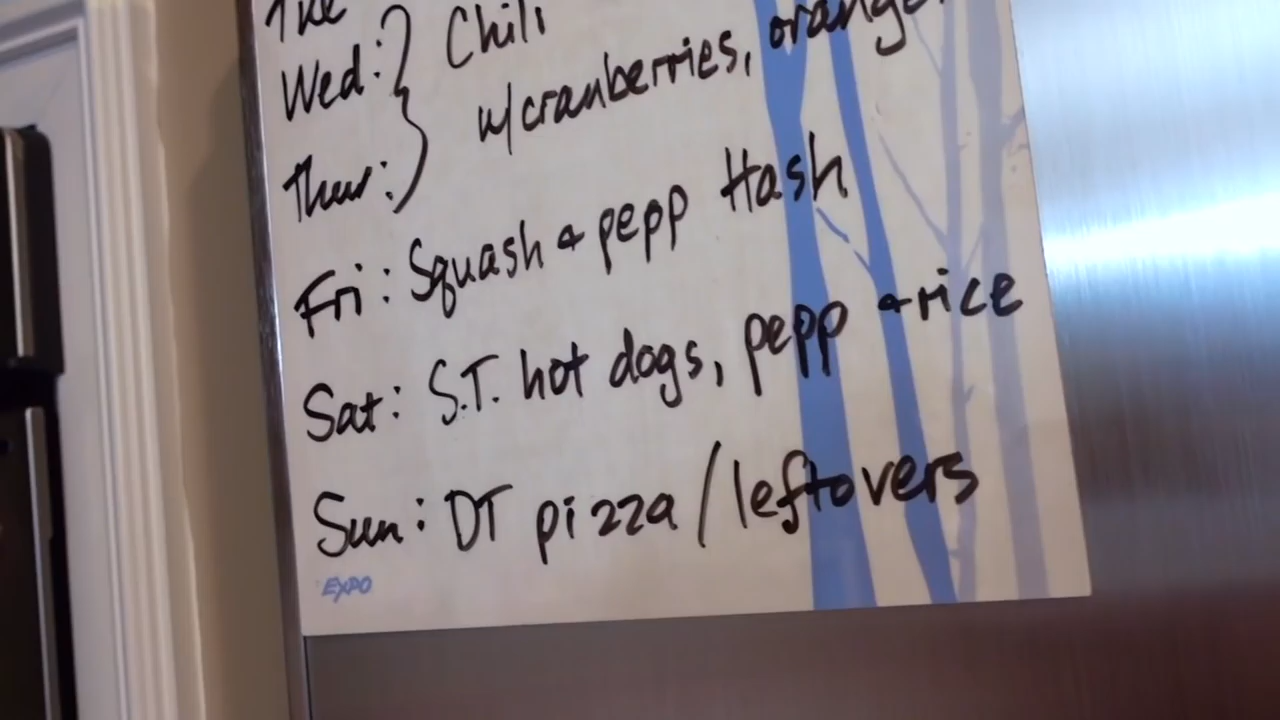 Tue
Wed: } Chili
w/cranberries, orange
Thur:
Fri: Squash & pepp Hash
Sat: S.T. hot dogs, pepp & rice
Sun: DT pizza / leftovers
EXPO